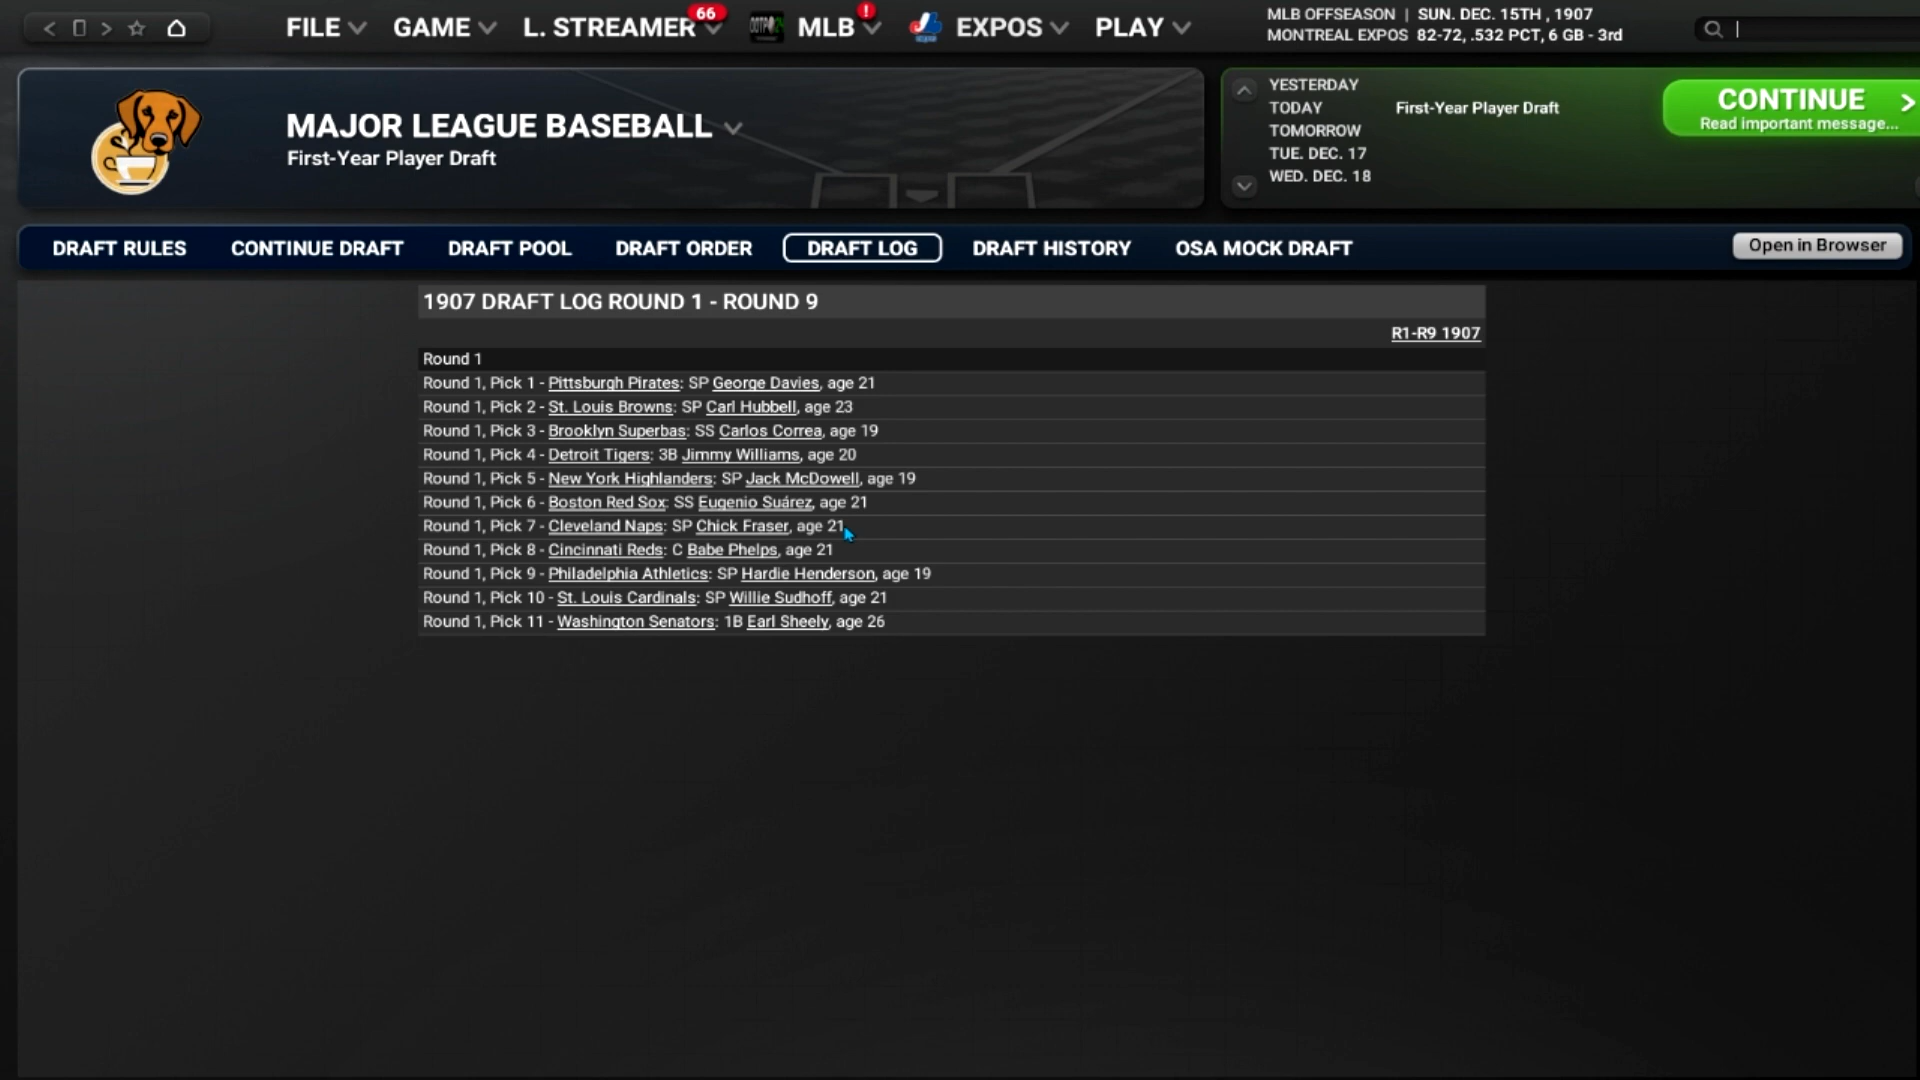 FILE GAME L. STREAMER 66 MLB ! EXPOS PLAY
MLB OFFSEASON | SUN. DEC. 15TH , 1907
MONTREAL EXPOS 82-72, .532 PCT, 6 GB - 3rd
MAJOR LEAGUE BASEBALL
First-Year Player Draft
YESTERDAY
TODAY First-Year Player Draft
TOMORROW
TUE. DEC. 17
WED. DEC. 18
CONTINUE
Read important message...
DRAFT RULES CONTINUE DRAFT DRAFT POOL DRAFT ORDER DRAFT LOG DRAFT HISTORY OSA MOCK DRAFT Open in Browser
1907 DRAFT LOG ROUND 1 - ROUND 9
R1-R9 1907
Round 1
Round 1, Pick 1 - Pittsburgh Pirates: SP George Davies, age 21
Round 1, Pick 2 - St. Louis Browns: SP Carl Hubbell, age 23
Round 1, Pick 3 - Brooklyn Superbas: SS Carlos Correa, age 19
Round 1, Pick 4 - Detroit Tigers: 3B Jimmy Williams, age 20
Round 1, Pick 5 - New York Highlanders: SP Jack McDowell, age 19
Round 1, Pick 6 - Boston Red Sox: SS Eugenio Suárez, age 21
Round 1, Pick 7 - Cleveland Naps: SP Chick Fraser, age 21
Round 1, Pick 8 - Cincinnati Reds: C Babe Phelps, age 21
Round 1, Pick 9 - Philadelphia Athletics: SP Hardie Henderson, age 19
Round 1, Pick 10 - St. Louis Cardinals: SP Willie Sudhoff, age 21
Round 1, Pick 11 - Washington Senators: 1B Earl Sheely, age 26